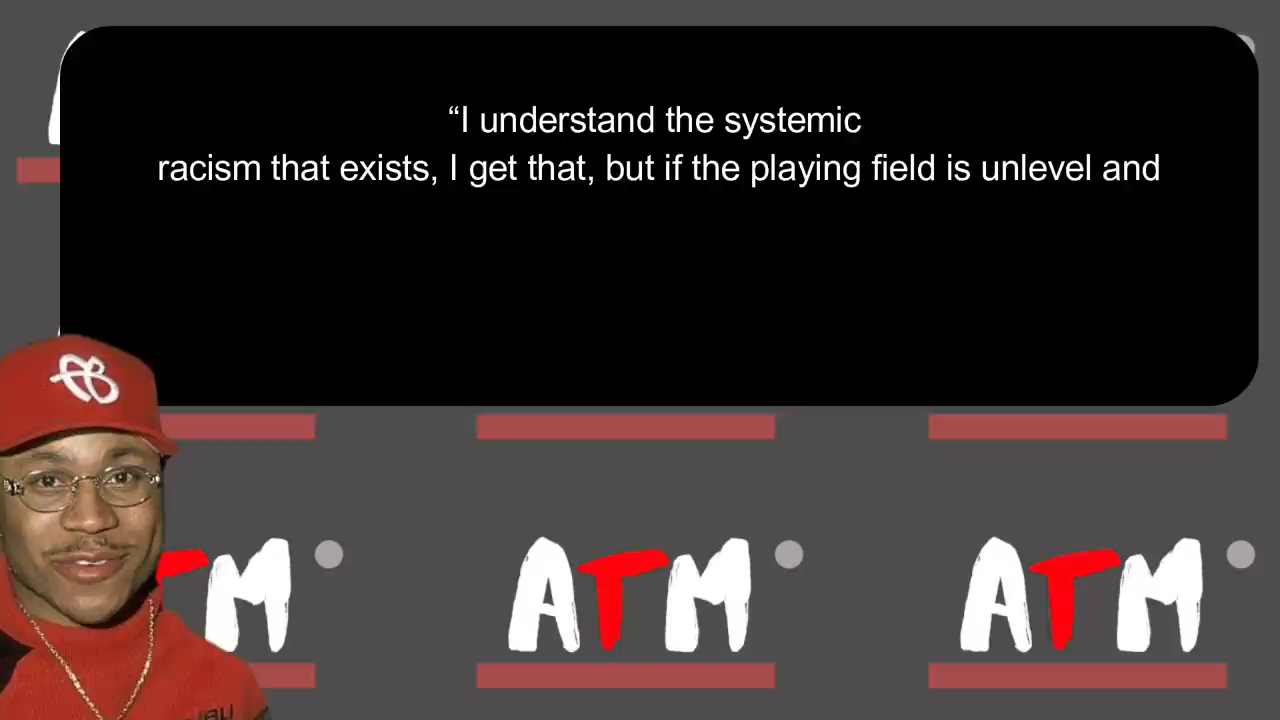 “I understand the systemic
racism that exists, I get that, but if the playing field is unlevel and
ATM
ATM